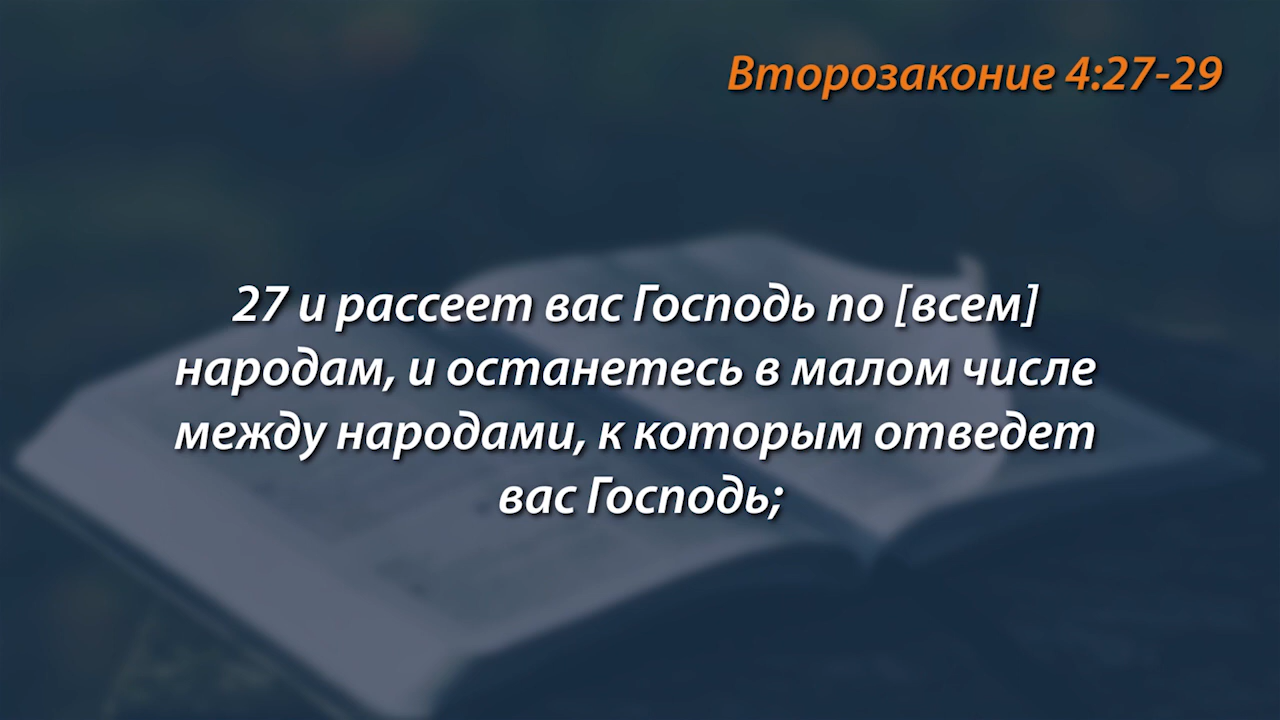 Второзаконие 4:27-29
27 и рассеет вас Господь по [всем]
народам, и останетесь в малом числе
между народами, к которым отведет
вас Господь;